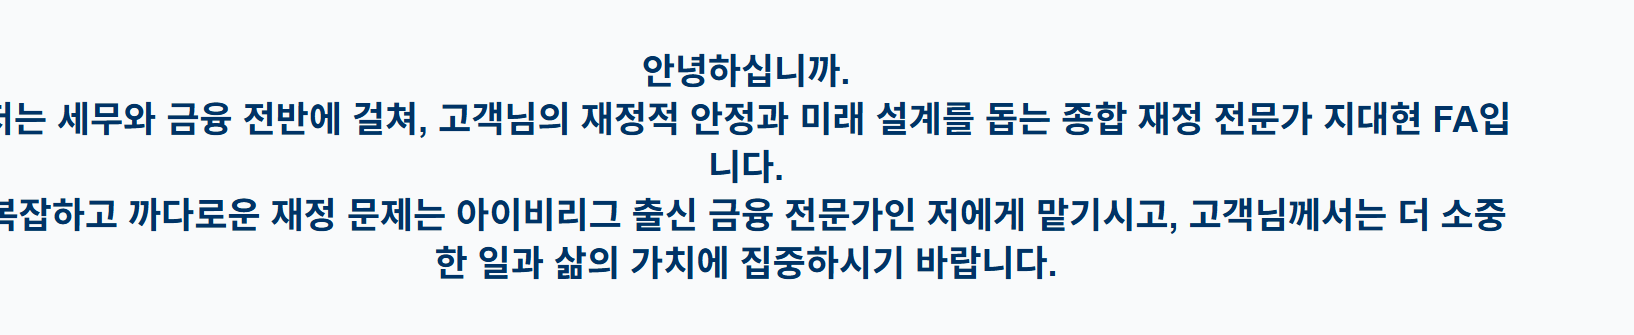 안녕하십니까.
저는 세무와 금융 전반에 걸쳐, 고객님의 재정적 안정과 미래 설계를 돕는 종합 재정 전문가 지대현 FA입
니다.
복잡하고 까다로운 재정 문제는 아이비리그 출신 금융 전문가인 저에게 맡기시고, 고객님께서는 더 소중
한 일과 삶의 가치에 집중하시기 바랍니다.